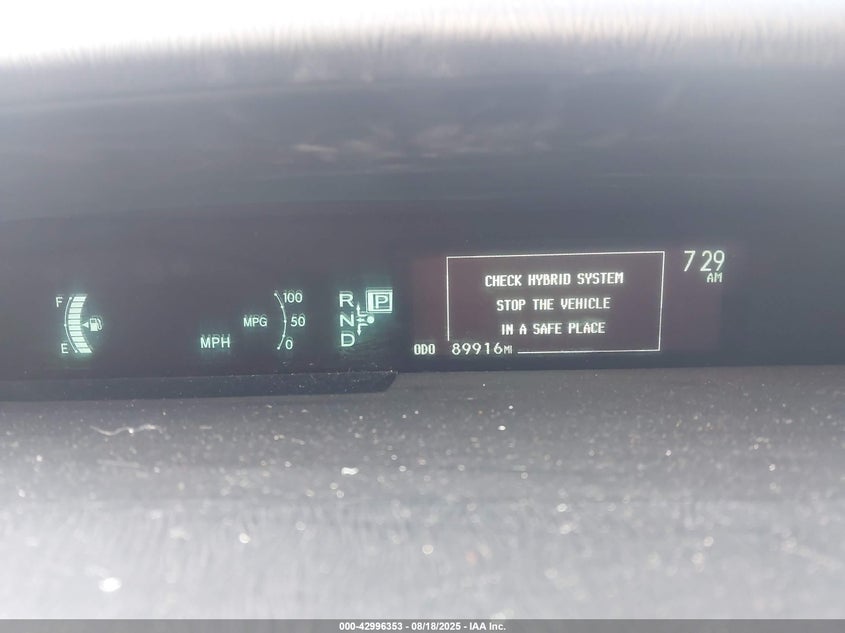 F
E
MPH
MPG
100
50
0
R
N
D
P
CHECK HYBRID SYSTEM
STOP THE VEHICLE
IN A SAFE PLACE
ODO 89916MI
7 29
AM
000-42996353 - 08/18/2025 - IAA Inc.